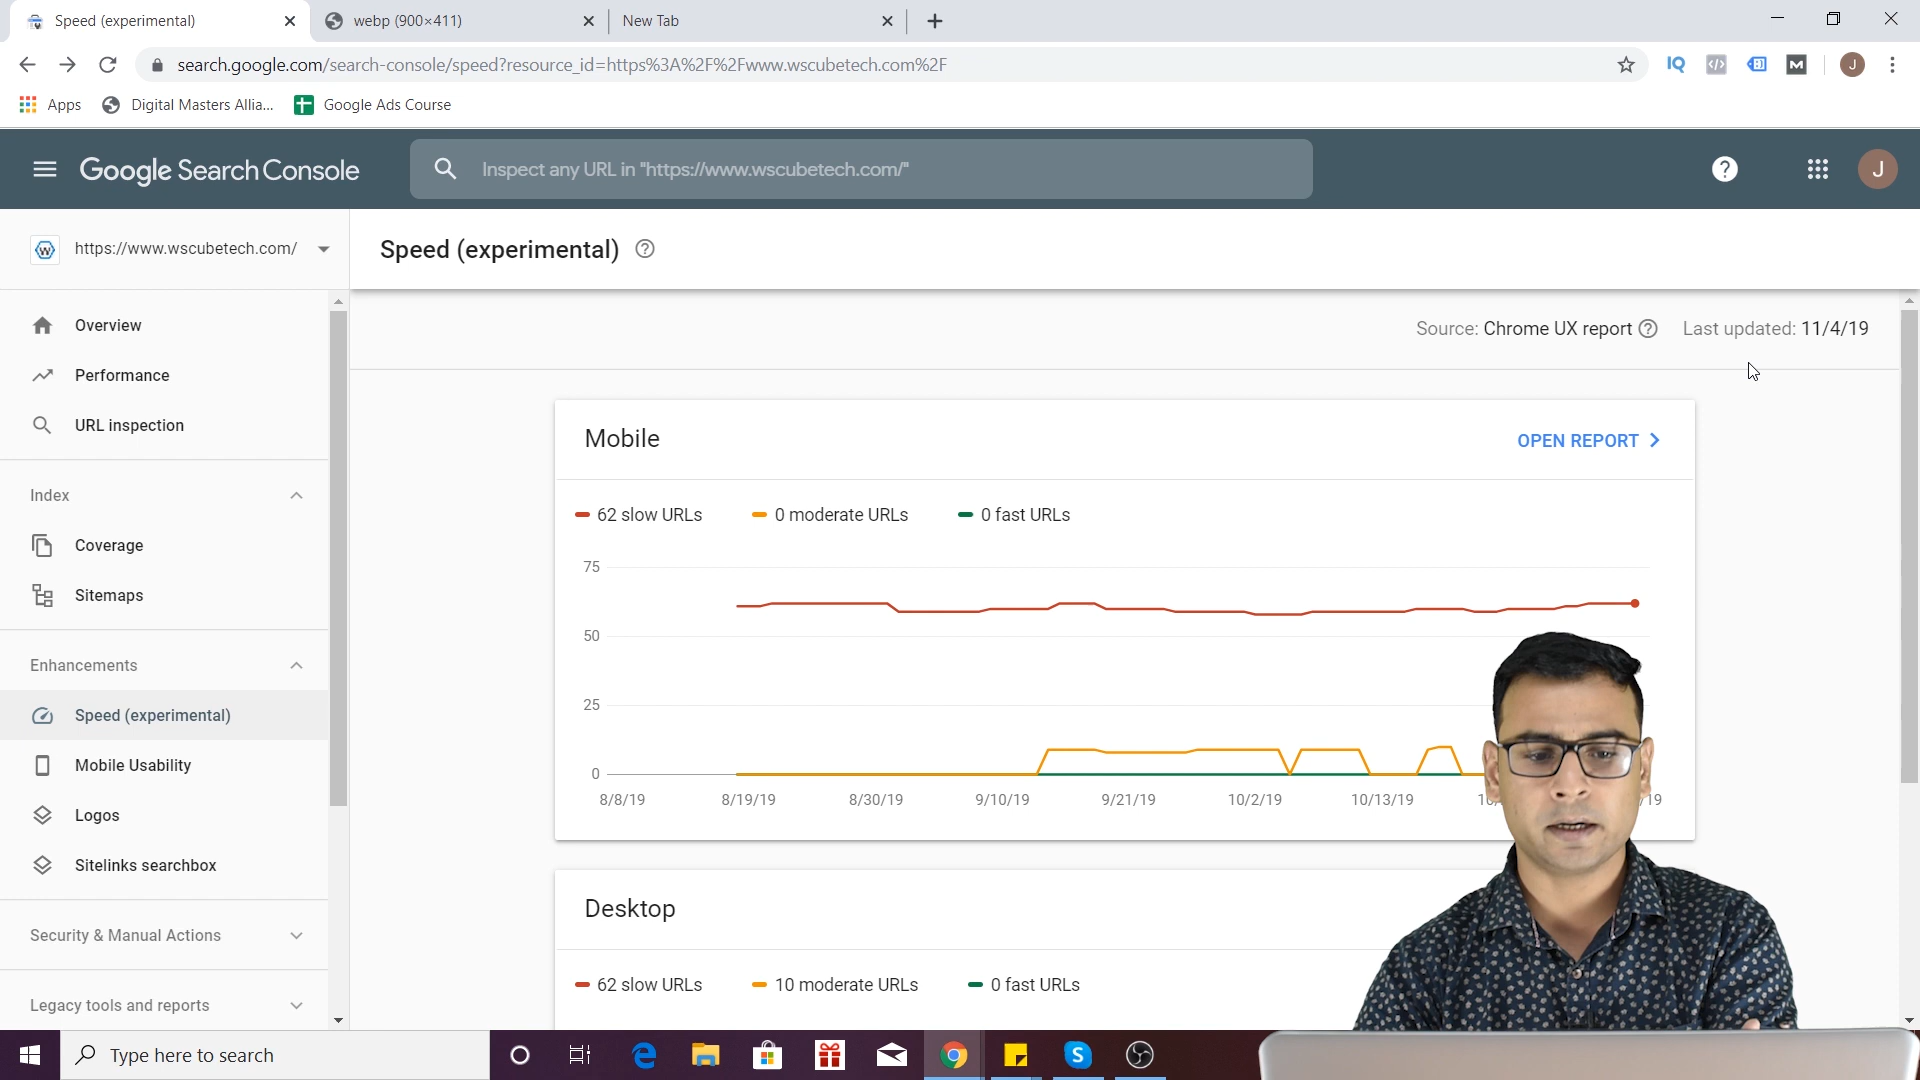 Speed (experimental)
webp (900×411)
New Tab
search.google.com/search-console/speed?resource_id=https%3A%2F%2Fwww.wscubetech.com%2F
IQ
M
J
Apps
Digital Masters Allia...
Google Ads Course
Google Search Console
Inspect any URL in "https://www.wscubetech.com/"
J
https://www.wscubetech.com/
Speed (experimental)
Source: Chrome UX report
Last updated: 11/4/19
Overview
Performance
URL inspection
Index
Coverage
Sitemaps
Enhancements
Speed (experimental)
Mobile Usability
Logos
Sitelinks searchbox
Security & Manual Actions
Legacy tools and reports
Mobile
OPEN REPORT
62 slow URLs
0 moderate URLs
0 fast URLs
75
50
25
0
8/8/19
8/19/19
8/30/19
9/10/19
9/21/19
10/2/19
10/13/19
Desktop
62 slow URLs
10 moderate URLs
0 fast URLs
Type here to search